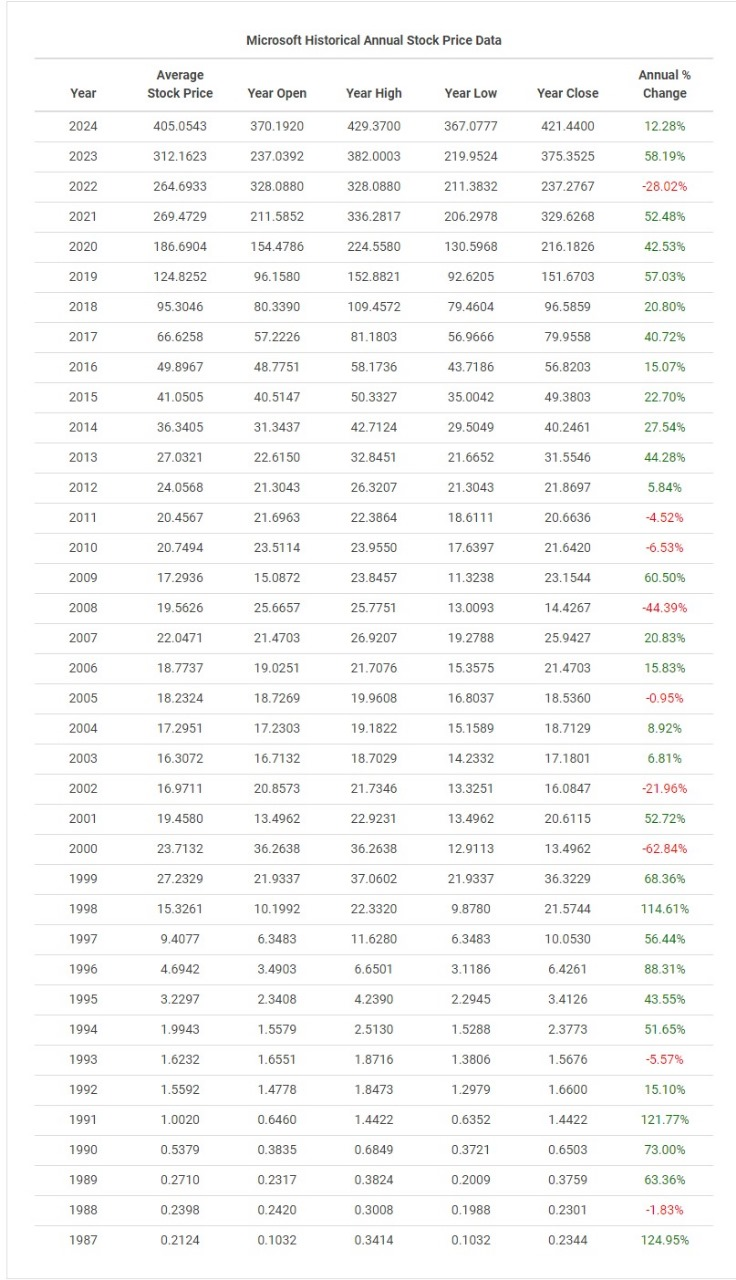 Microsoft Historical Annual Stock Price Data
Year Average Stock Price Year Open Year High Year Low Year Close Annual % Change
2024 405.0543 370.1920 429.3700 367.0777 421.4400 12.28%
2023 312.1623 237.0392 382.0003 219.9524 375.3525 58.19%
2022 264.6933 328.0880 328.0880 211.3832 237.2767 -28.02%
2021 269.4729 211.5852 336.2817 206.2978 329.6268 52.48%
2020 186.6904 154.4786 224.5580 130.5968 216.1826 42.53%
2019 124.8252 96.1580 152.8821 92.6205 151.6703 57.03%
2018 95.3046 80.3390 109.4572 79.4604 96.5859 20.80%
2017 66.6258 57.2226 81.1803 56.9666 79.9558 40.72%
2016 49.8967 48.7751 58.1736 43.7186 56.8203 15.07%
2015 41.0505 40.5147 50.3327 35.0042 49.3803 22.70%
2014 36.3405 31.3437 42.7124 29.5049 40.2461 27.54%
2013 27.0321 22.6150 32.8451 21.6652 31.5546 44.28%
2012 24.0568 21.3043 26.3207 21.3043 21.8697 5.84%
2011 20.4567 21.6963 22.3864 18.6111 20.6636 -4.52%
2010 20.7494 23.5114 23.9550 17.6397 21.6420 -6.53%
2009 17.2936 15.0872 23.8457 11.3238 23.1544 60.50%
2008 19.5626 25.6657 25.7751 13.0093 14.4267 -44.39%
2007 22.0471 21.4703 26.9207 19.2788 25.9427 20.83%
2006 18.7737 19.0251 21.7076 15.3575 21.4703 15.83%
2005 18.2324 18.7269 19.9608 16.8037 18.5360 -0.95%
2004 17.2951 17.2303 19.1822 15.1589 18.7129 8.92%
2003 16.3072 16.7132 18.7029 14.2332 17.1801 6.81%
2002 16.9711 20.8573 21.7346 13.3251 16.0847 -21.96%
2001 19.4580 13.4962 22.9231 13.4962 20.6115 52.72%
2000 23.7132 36.2638 36.2638 12.9113 13.4962 -62.84%
1999 27.2329 21.9337 37.0602 21.9337 36.3229 68.36%
1998 15.3261 10.1992 22.3320 9.8780 21.5744 114.61%
1997 9.4077 6.3483 11.6280 6.3483 10.0530 56.44%
1996 4.6942 3.4903 6.6501 3.1186 6.4261 88.31%
1995 3.2297 2.3408 4.2390 2.2945 3.4126 43.55%
1994 1.9943 1.5579 2.5130 1.5288 2.3773 51.65%
1993 1.6232 1.6551 1.8716 1.3806 1.5676 -5.57%
1992 1.5592 1.4778 1.8473 1.2979 1.6600 15.10%
1991 1.0020 0.6460 1.4422 0.6352 1.4422 121.77%
1990 0.5379 0.3835 0.6849 0.3721 0.6503 73.00%
1989 0.2710 0.2317 0.3824 0.2009 0.3759 63.36%
1988 0.2398 0.2420 0.3008 0.1988 0.2301 -1.83%
1987 0.2124 0.1032 0.3414 0.1032 0.2344 124.95%